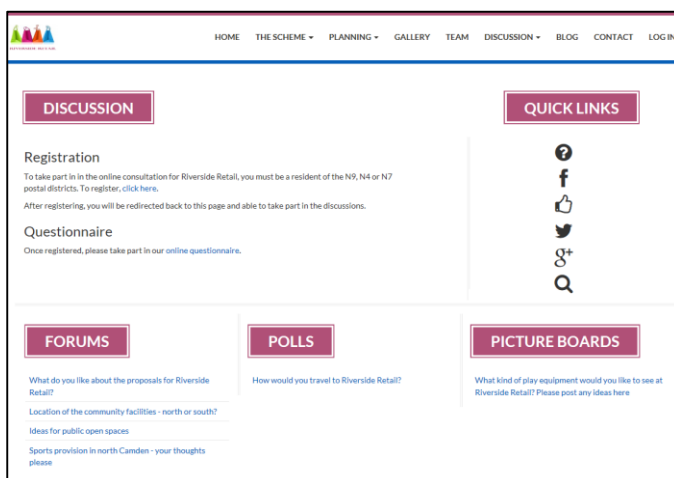 RIVERSIDE RETAIL
HOME THE SCHEME PLANNING GALLERY TEAM DISCUSSION BLOG CONTACT LOG IN
DISCUSSION
QUICK LINKS
Registration
To take part in in the online consultation for Riverside Retail, you must be a resident of the N9, N4 or N7
postal districts. To register, click here.
After registering, you will be redirected back to this page and able to take part in the discussions.
Questionnaire
Once registered, please take part in our online questionnaire.
FORUMS
What do you like about the proposals for Riverside
Retail?
Location of the community facilities - north or south?
Ideas for public open spaces
Sports provision in north Camden - your thoughts
please
POLLS
How would you travel to Riverside Retail?
PICTURE BOARDS
What kind of play equipment would you like to see at
Riverside Retail? Please post any ideas here